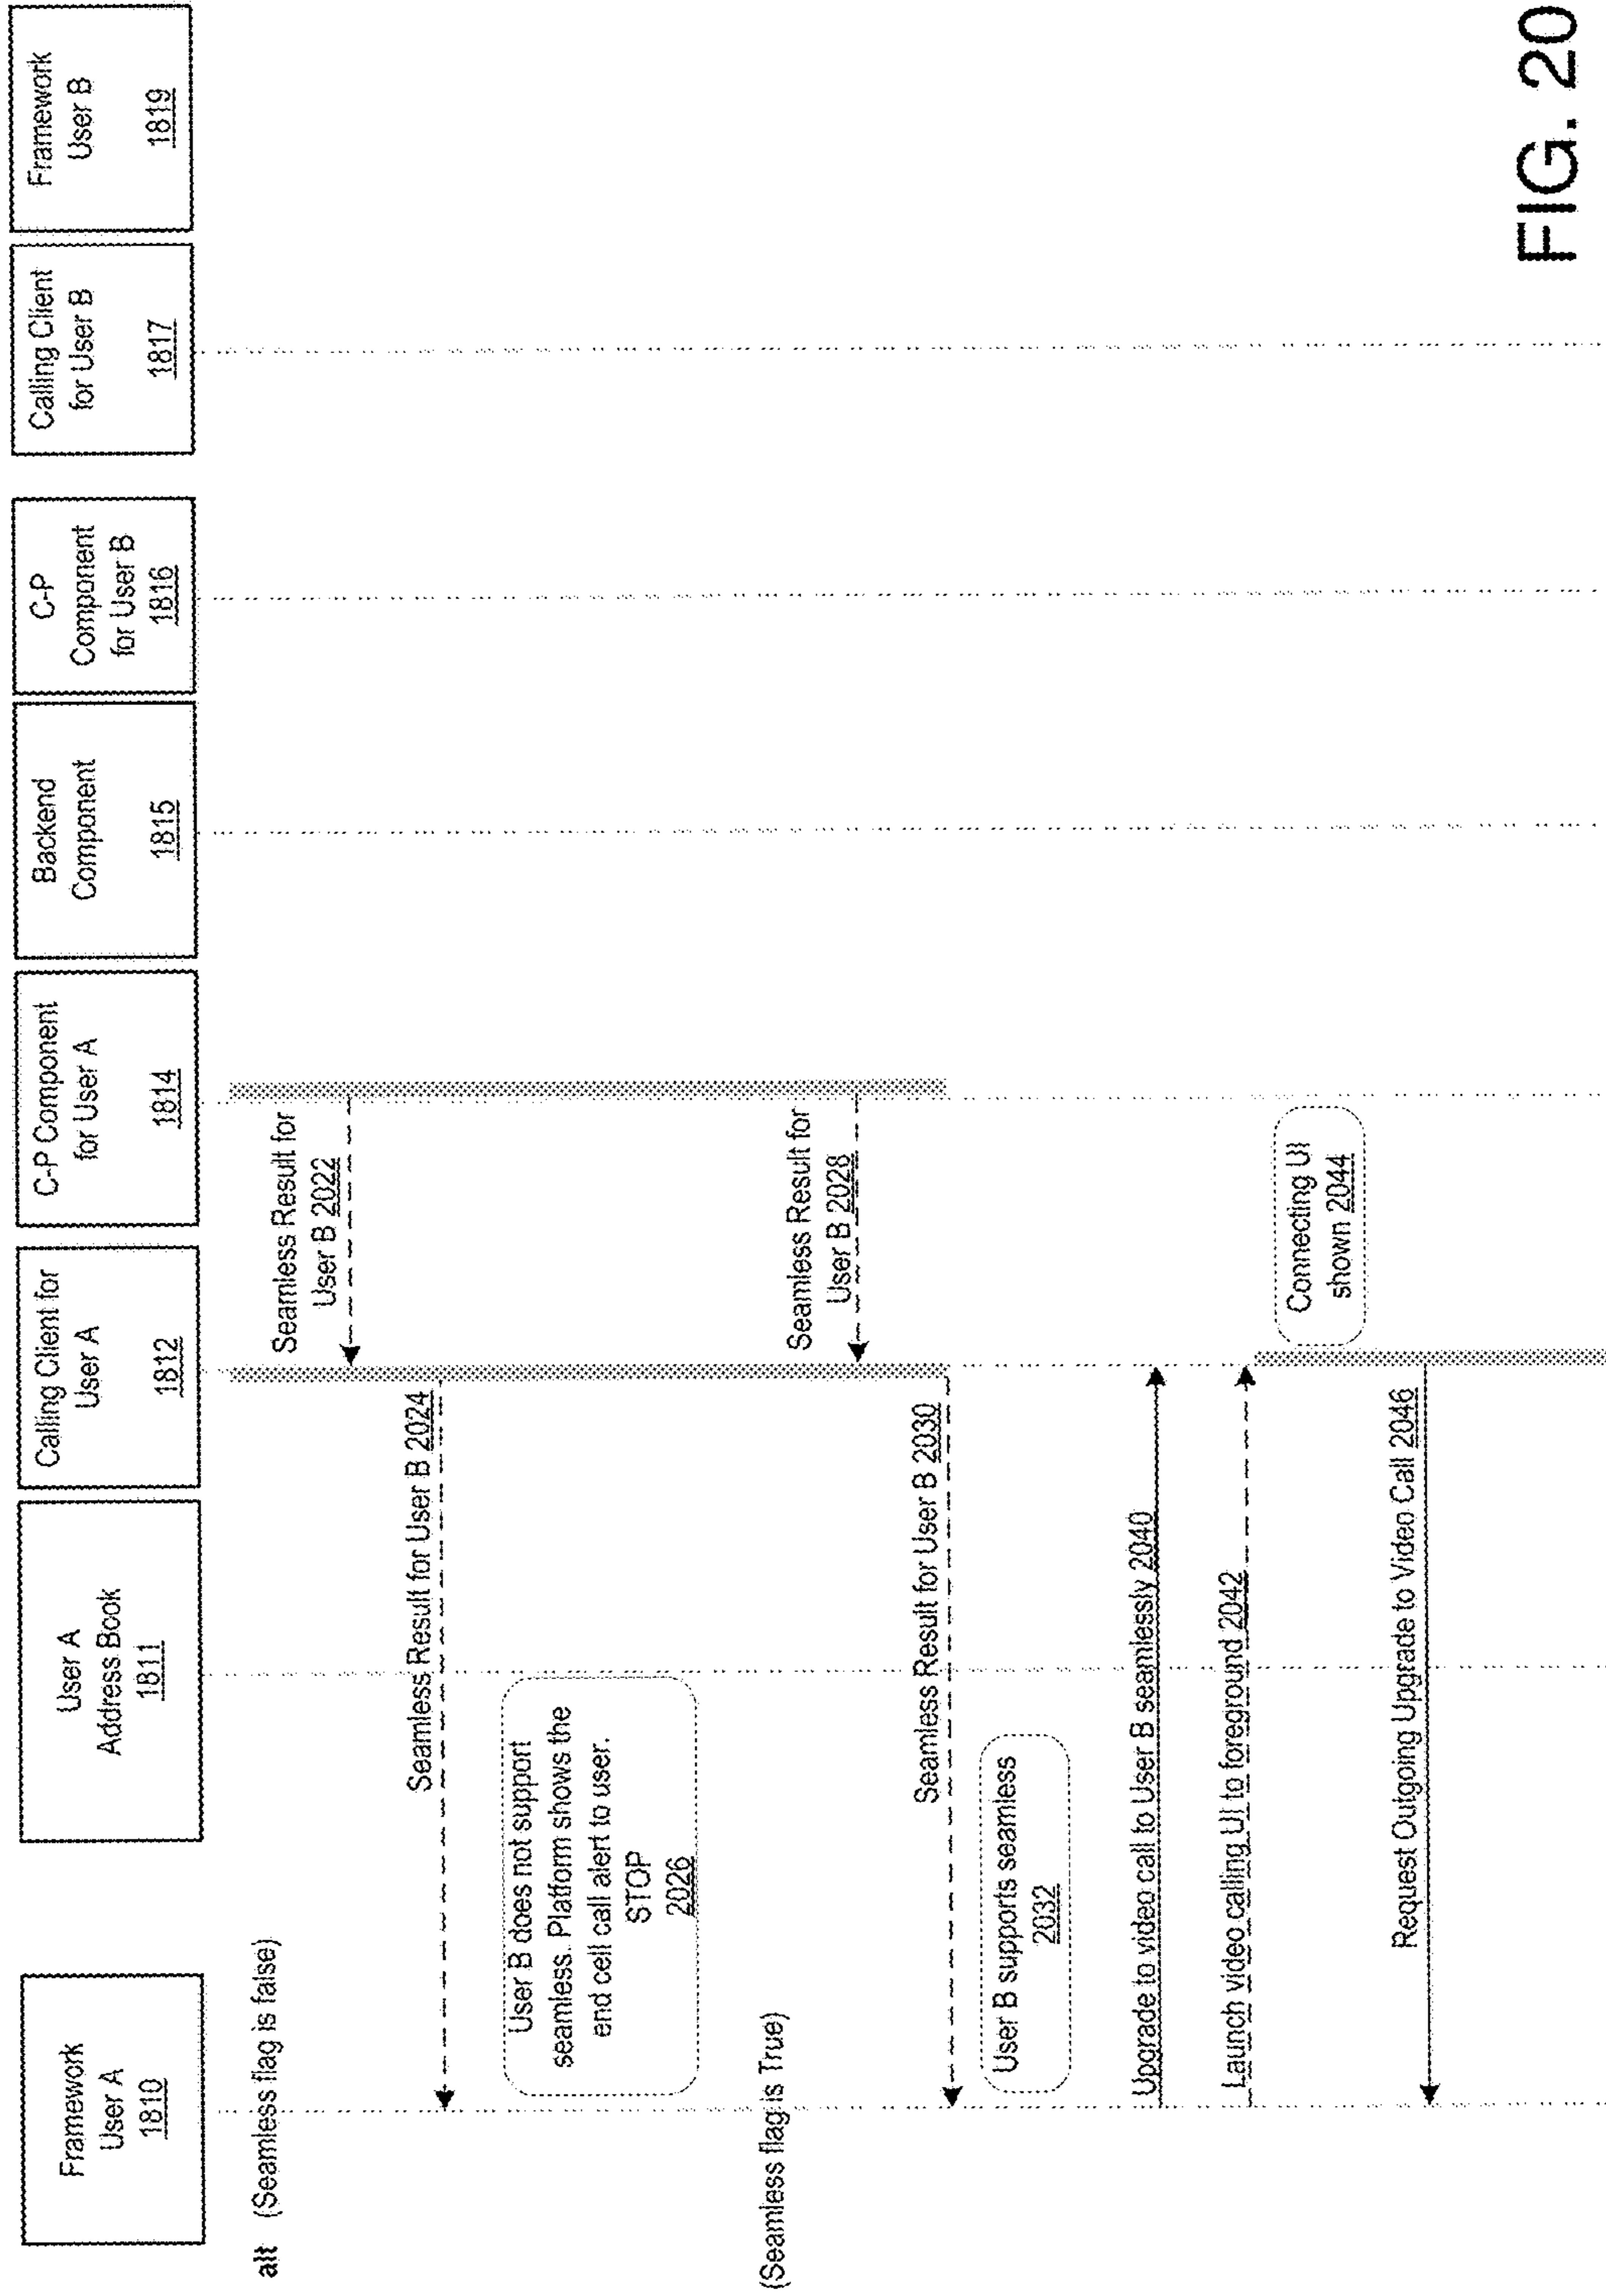 Framework
User A
1810
User A
Address Book
1811
Calling Client for
User A
1812
C-P Component
for User A
1814
Backend
Component
1815
C-P
Component
for User B
1816
Calling Client
for User B
1817
Framework
User B
1819
alt (Seamless flag is false)
Seamless Result for
User B 2022
Seamless Result for User B 2024
User B does not support
seamless. Platform shows the
end cell call alert to user.
STOP
2026
(Seamless flag is True)
Seamless Result for
User B 2028
Seamless Result for User B 2030
User B supports seamless
2032
Upgrade to video call to User B seamlessly 2040
Launch video calling UI to foreground 2042
Connecting UI
shown 2044
Request Outgoing Upgrade to Video Call 2046
FIG. 20